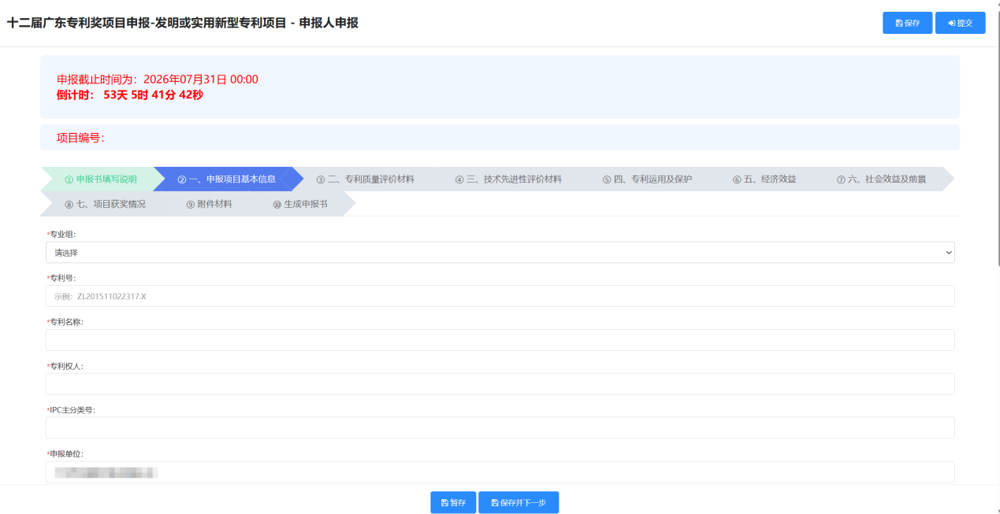 十二届广东专利奖项目申报-发明或实用新型专利项目 - 申报人申报
保存 提交
申报截止时间为：2026年07月31日 00:00
倒计时： 53天 5时 41分 42秒
项目编号：
① 申报书填写说明 ② 一、申报项目基本信息 ③ 二、专利质量评价材料 ④ 三、技术先进性评价材料 ⑤ 四、专利运用及保护 ⑥ 五、经济效益 ⑦ 六、社会效益及前景
⑧ 七、项目获奖情况 ⑨ 附件材料 ⑩ 生成申报书
*专业组：
请选择
*专利号：
示例：ZL201511022317.X
*专利名称：
*专利权人：
*IPC主分类号：
*申报单位：
暂存 保存并下一步